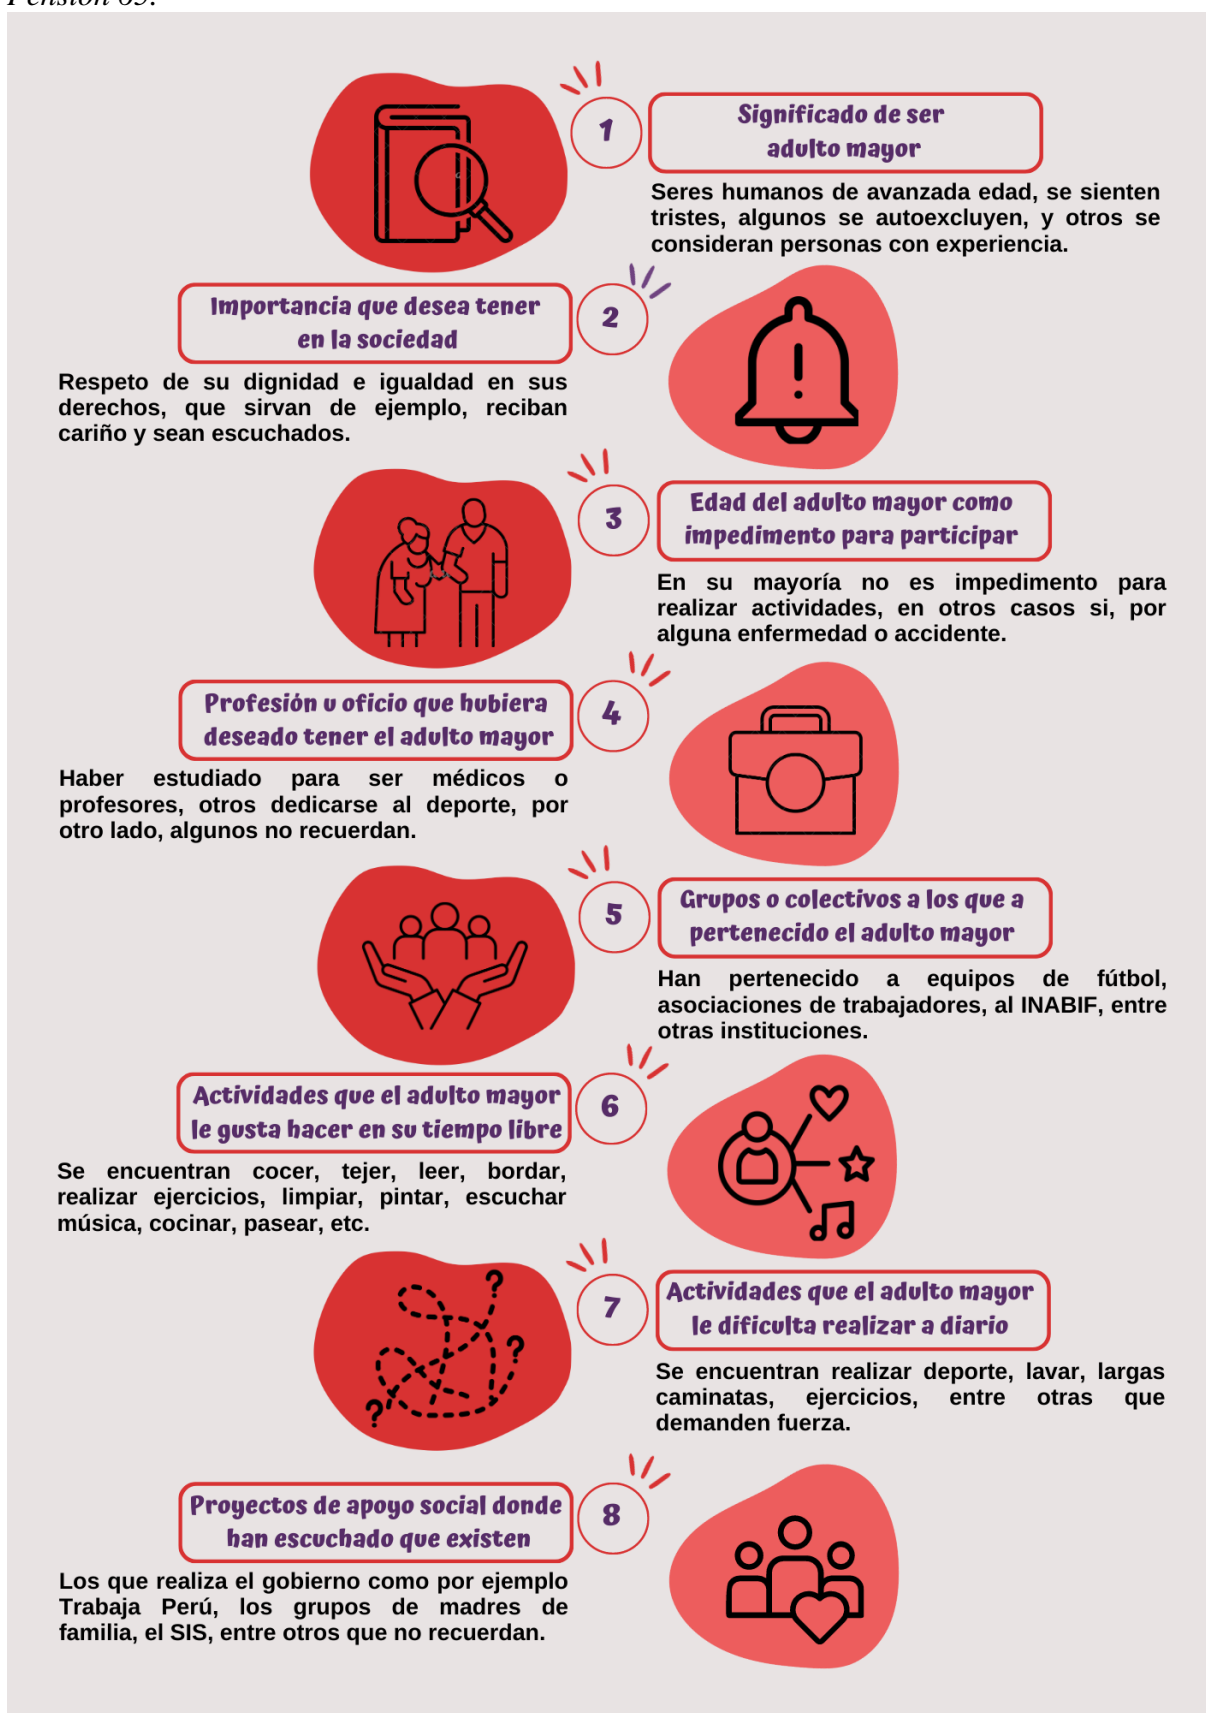 Pensión 65.
1
Significado de ser
adulto mayor
Seres humanos de avanzada edad, se sienten
tristes, algunos se autoexcluyen, y otros se
consideran personas con experiencia.
Importancia que desea tener
en la sociedad
2
Respeto de su dignidad e igualdad en sus
derechos, que sirvan de ejemplo, reciban
cariño y sean escuchados.
3
Edad del adulto mayor como
impedimento para participar
En su mayoría no es impedimento para
realizar actividades, en otros casos si, por
alguna enfermedad o accidente.
Profesión u oficio que hubiera
deseado tener el adulto mayor
4
Haber estudiado para ser médicos o
profesores, otros dedicarse al deporte, por
otro lado, algunos no recuerdan.
5
Grupos o colectivos a los que a
pertenecido el adulto mayor
Han pertenecido a equipos de fútbol,
asociaciones de trabajadores, al INABIF, entre
otras instituciones.
Actividades que el adulto mayor
le gusta hacer en su tiempo libre
6
Se encuentran cocer, tejer, leer, bordar,
realizar ejercicios, limpiar, pintar, escuchar
música, cocinar, pasear, etc.
7
Actividades que el adulto mayor
le dificulta realizar a diario
Se encuentran realizar deporte, lavar, largas
caminatas, ejercicios, entre otras que
demanden fuerza.
Proyectos de apoyo social donde
han escuchado que existen
8
Los que realiza el gobierno como por ejemplo
Trabaja Perú, los grupos de madres de
familia, el SIS, entre otros que no recuerdan.